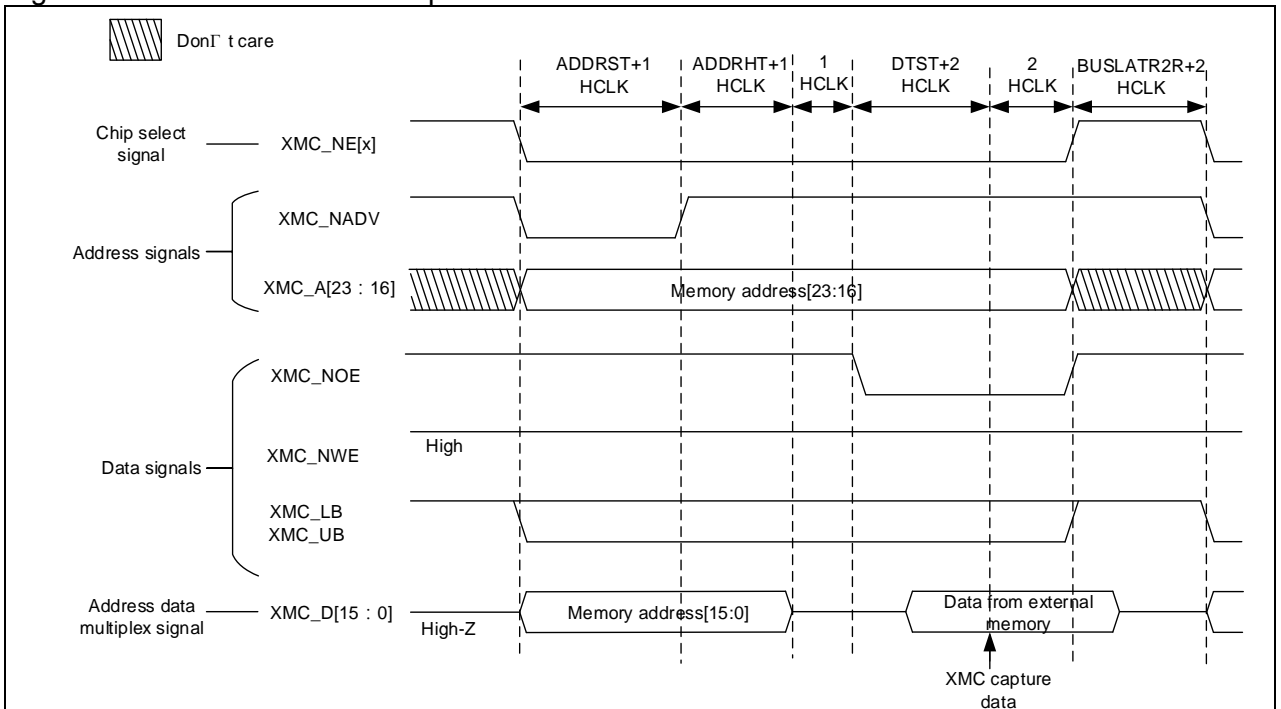 DonΓ t care
ADDRST+1
HCLK
ADDRHT+1
HCLK
1
HCLK
DTST+2
HCLK
2
HCLK
BUSLATR2R+2
HCLK
Chip select
signal
XMC_NE[x]
Address signals
XMC_NADV
XMC_A[23 : 16]
Memory address[23:16]
Data signals
XMC_NOE
XMC_NWE
High
XMC_LB
XMC_UB
Address data
multiplex signal
XMC_D[15 : 0]
High-Z
Memory address[15:0]
Data from external
memory
XMC capture
data